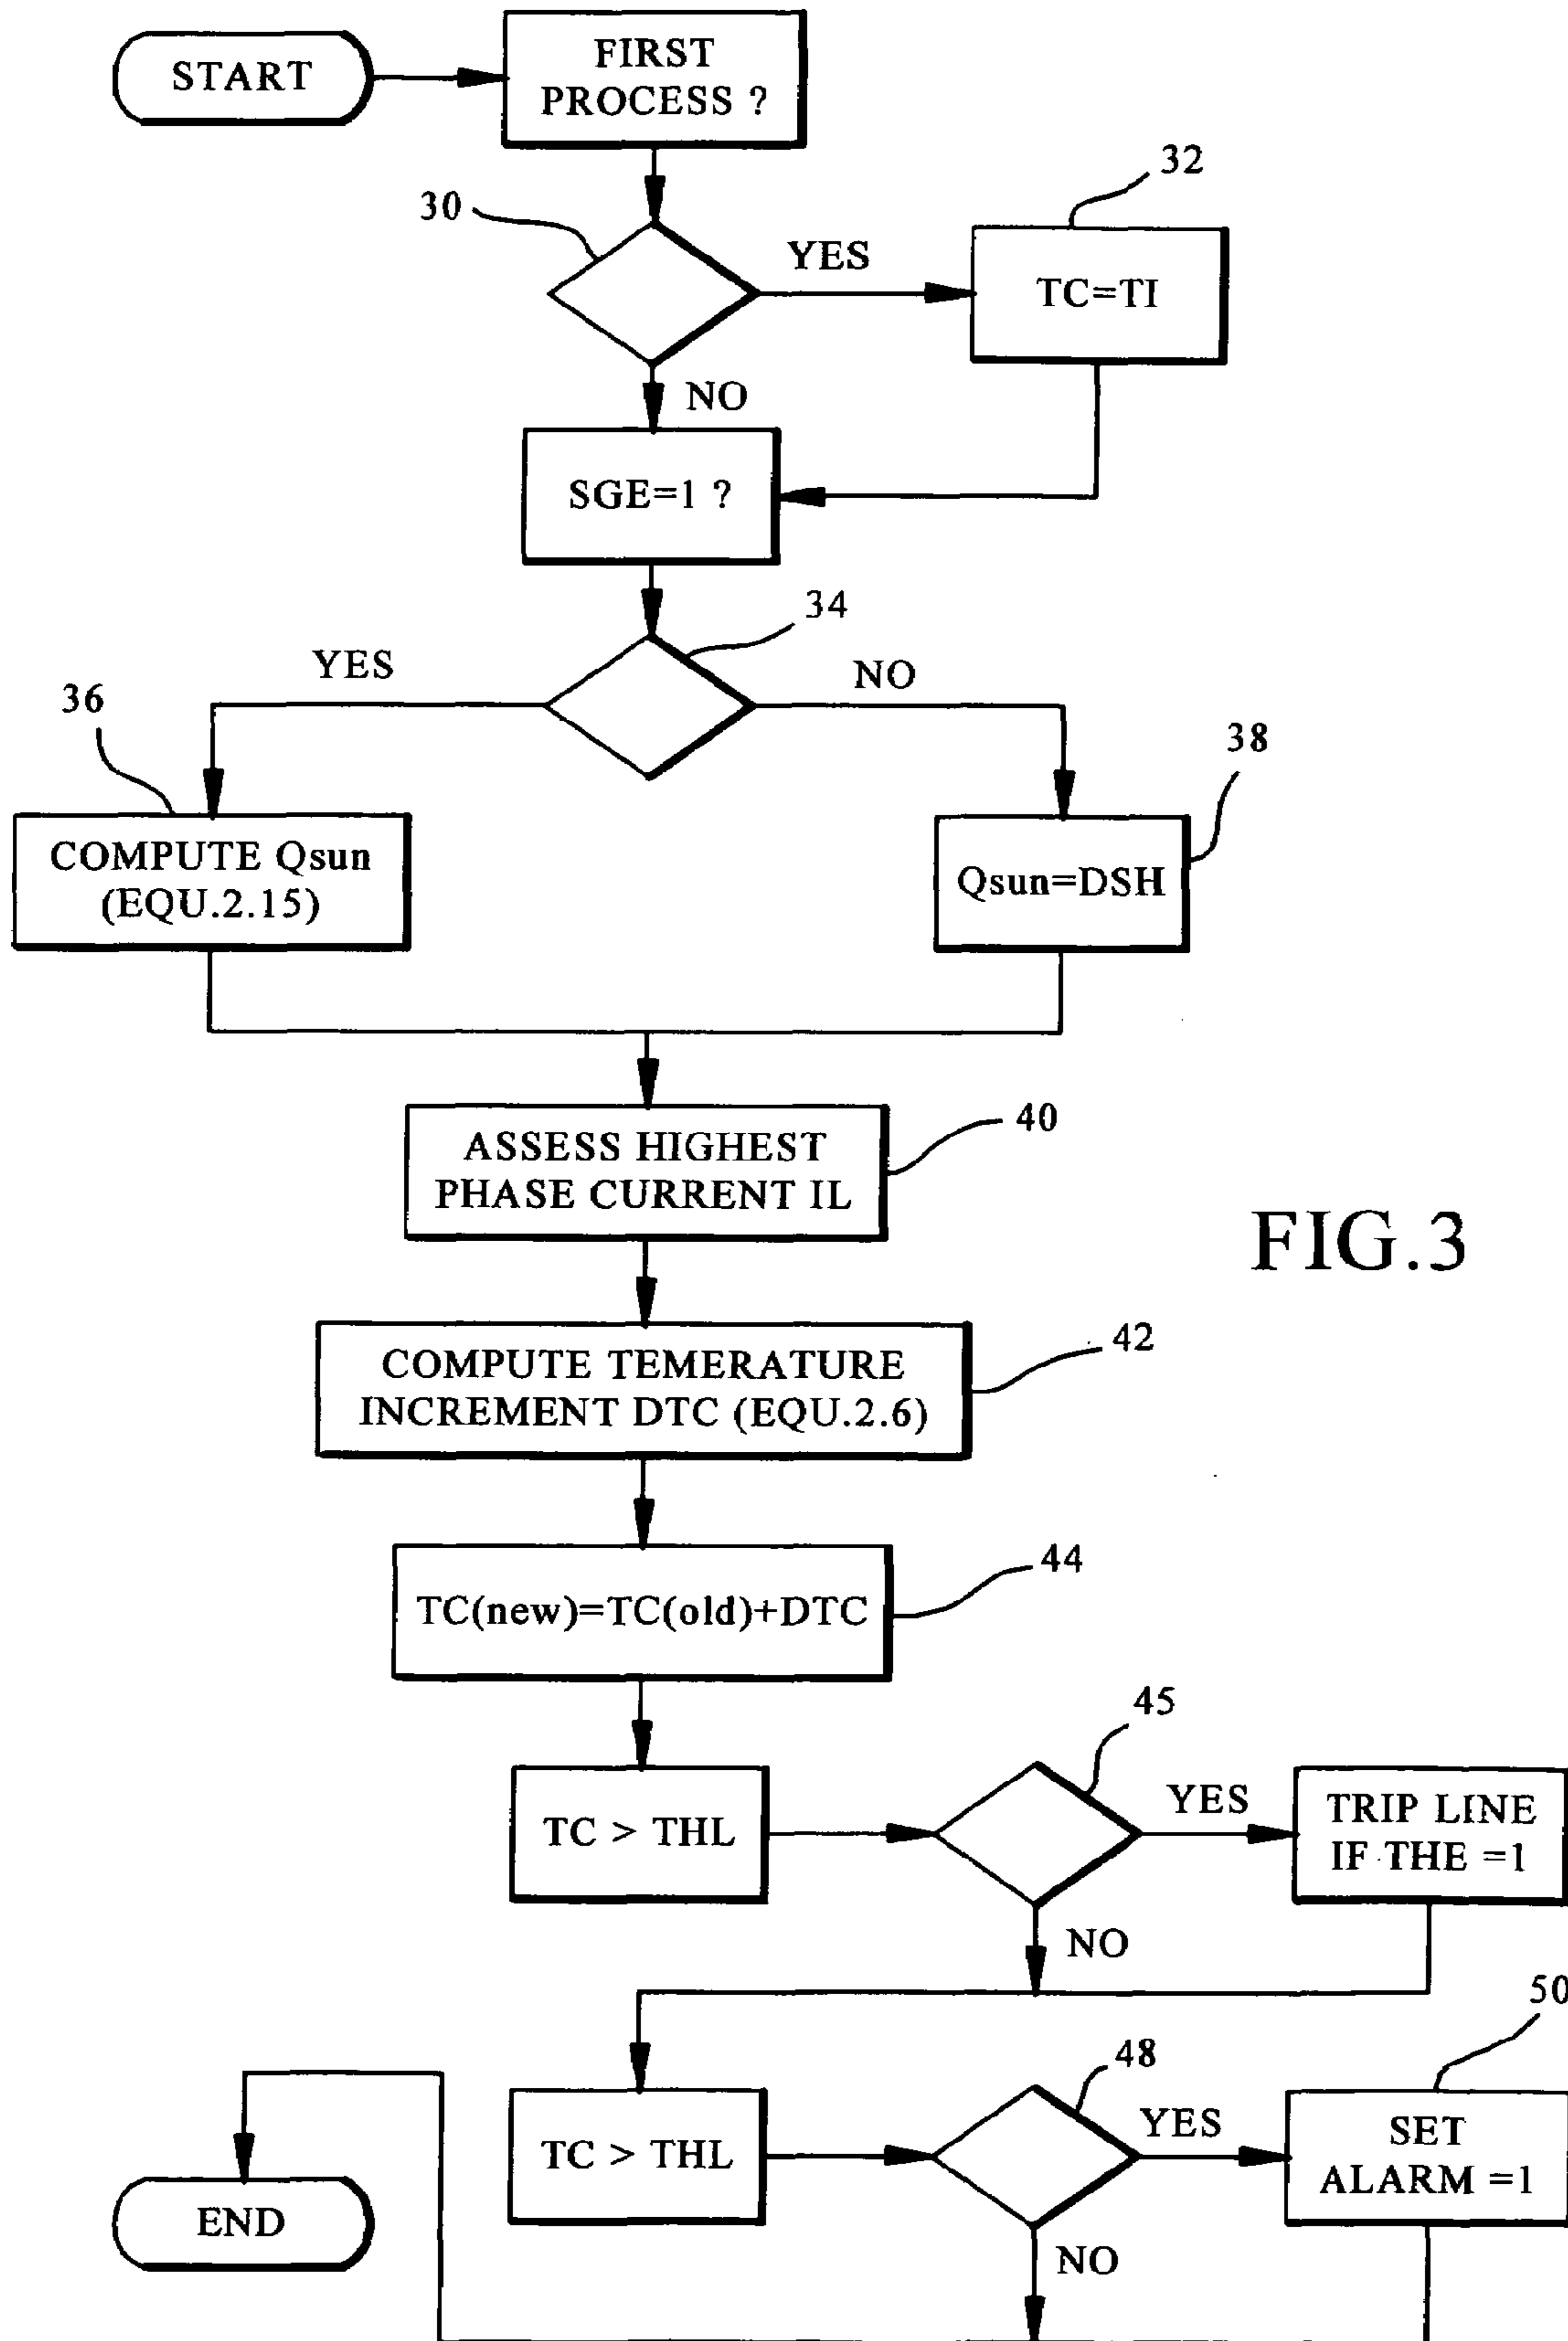 START
FIRST
PROCESS ?
30
YES
32
TC=TI
NO
SGE=1 ?
34
YES
NO
36
COMPUTE Qsun
(EQU.2.15)
38
Qsun=DSH
ASSESS HIGHEST
PHASE CURRENT IL
40
FIG.3
COMPUTE TEMERATURE
INCREMENT DTC (EQU.2.6)
42
TC(new)=TC(old)+DTC
44
TC > THL
45
YES
TRIP LINE
IF THE =1
NO
TC > THL
48
YES
50
SET
ALARM =1
NO
END